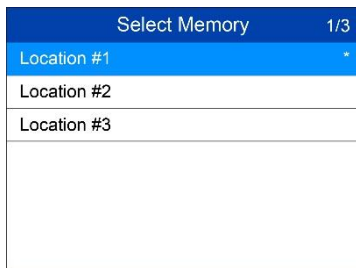 Select Memory 1/3
Location #1 *
Location #2
Location #3